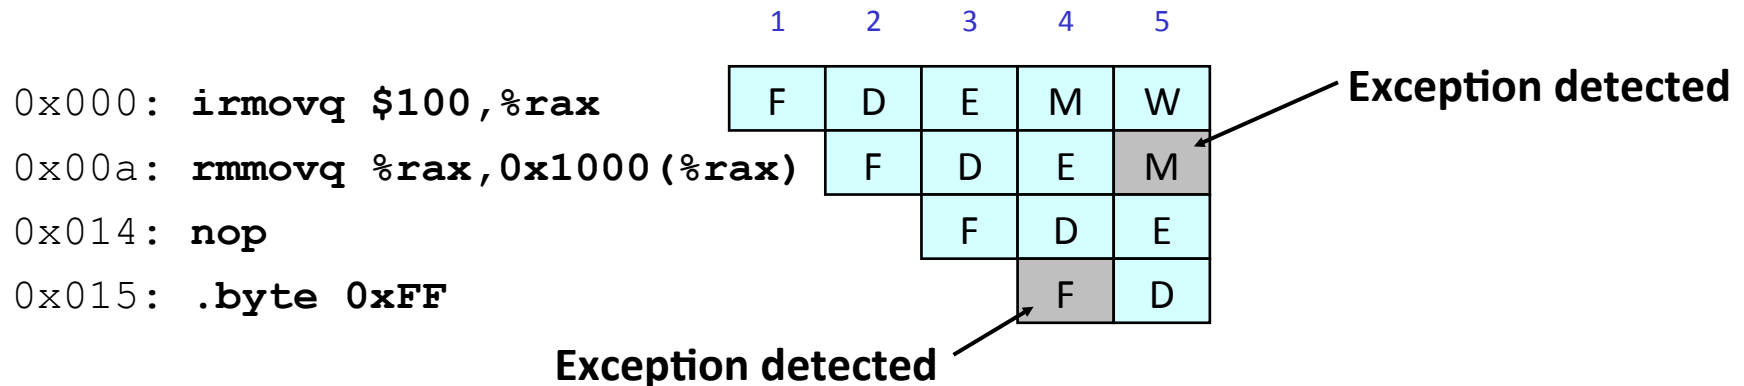 1 2 3 4 5
Exception detected
0x000: irmovq $100,%rax F D E M W
0x00a: rmmovq %rax,0x1000(%rax) F D E M
0x014: nop F D E
0x015: .byte 0xFF F D
Exception detected